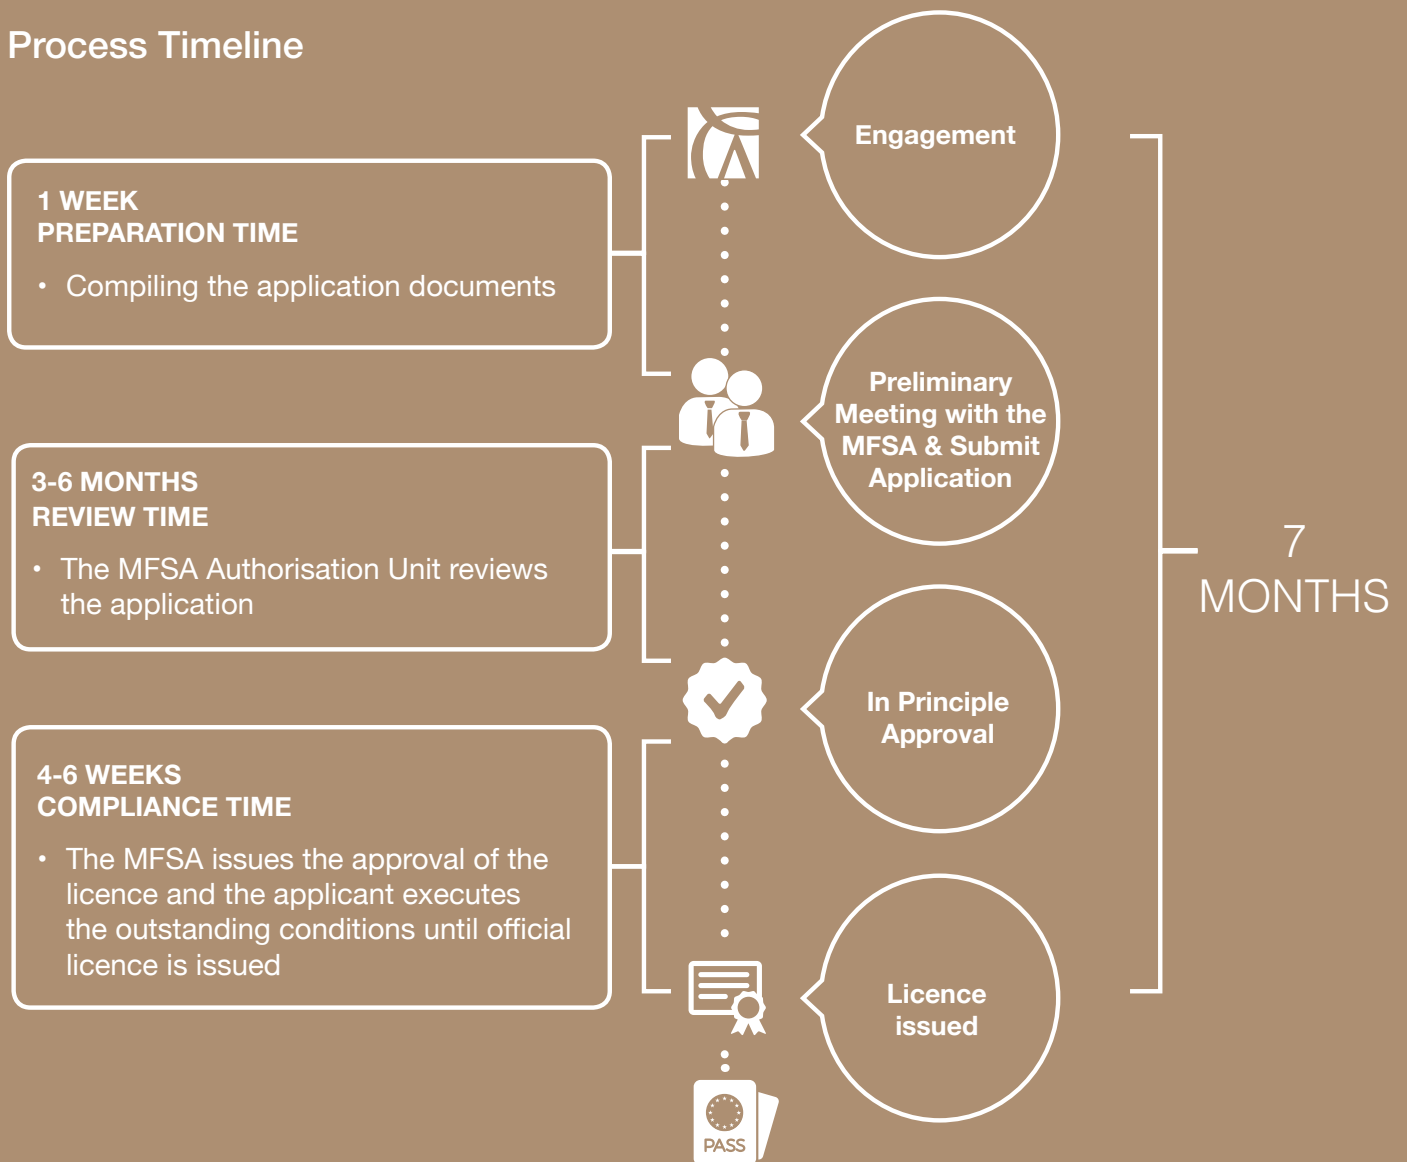 Process Timeline
Engagement
1 WEEK
PREPARATION TIME
• Compiling the application documents
Preliminary
Meeting with the
MFSA & Submit
Application
3-6 MONTHS
REVIEW TIME
• The MFSA Authorisation Unit reviews
the application
7
MONTHS
In Principle
Approval
4-6 WEEKS
COMPLIANCE TIME
• The MFSA issues the approval of the
licence and the applicant executes
the outstanding conditions until official
licence is issued
Licence
issued
PASS